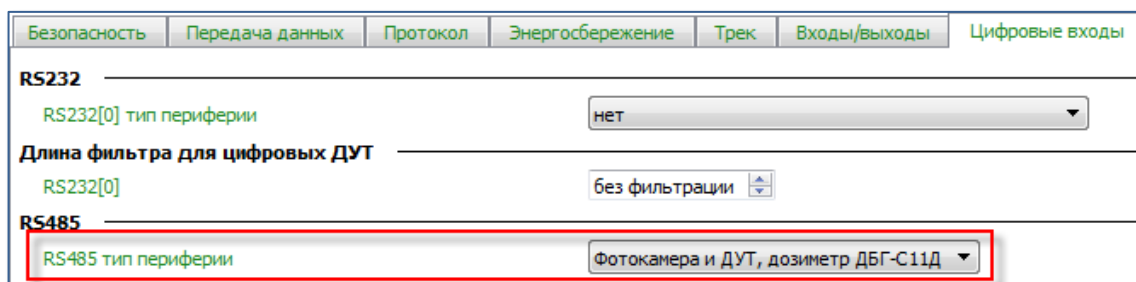 Безопасность Передача данных Протокол Энергосбережение Трек Входы/выходы Цифровые входы
RS232
RS232[0] тип периферии нет
Длина фильтра для цифровых ДУТ
RS232[0] без фильтрации
RS485
RS485 тип периферии Фотокамера и ДУТ, дозиметр ДБГ-С11Д